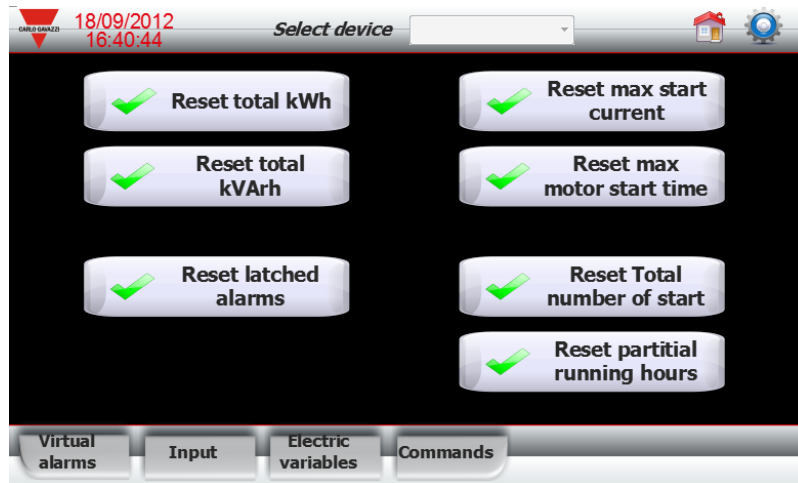 CARLO GAVAZZI
18/09/2012
16:40:44
Select device
Reset total kWh
Reset max start
current
Reset total
kVArh
Reset max
motor start time
Reset latched
alarms
Reset Total
number of start
Reset partitial
running hours
Virtual
alarms
Input
Electric
variables
Commands